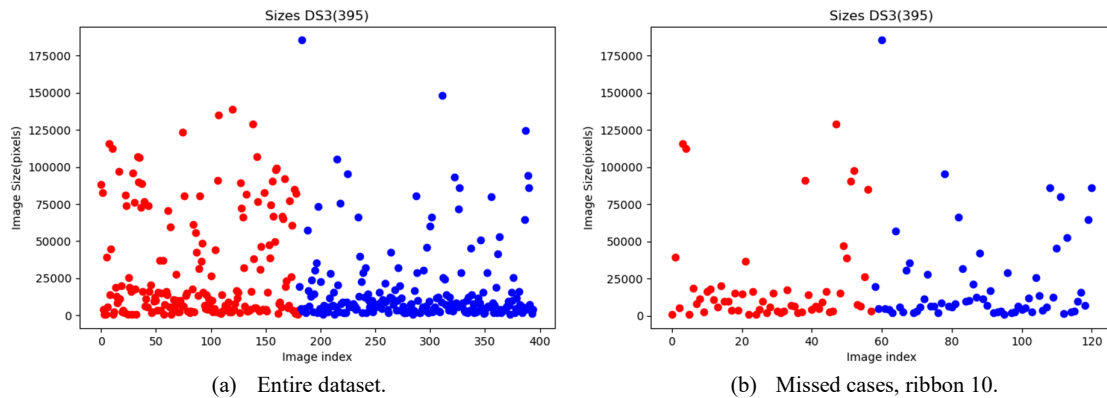 Sizes DS3(395)
175000
150000
125000
100000
75000
50000
25000
0
Image Size(pixels)
0 50 100 150 200 250 300 350 400
Image index
(a) Entire dataset.
Sizes DS3(395)
175000
150000
125000
100000
75000
50000
25000
0
Image Size(pixels)
0 20 40 60 80 100 120
Image index
(b) Missed cases, ribbon 10.